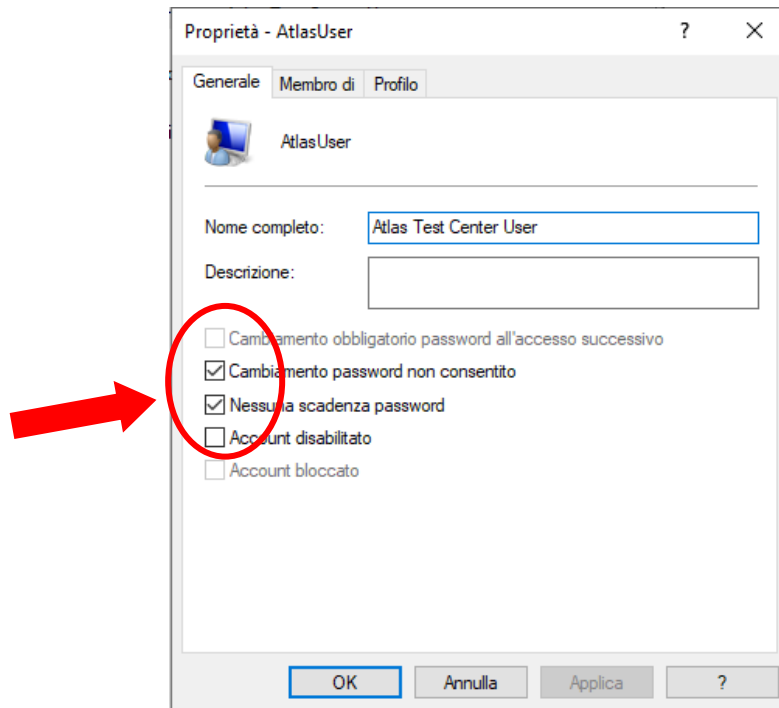 Proprietà - AtlasUser ?
Generale Membro di Profilo
AtlasUser
Nome completo: Atlas Test Center User
Descrizione:
Cambiamento obbligatorio password all'accesso successivo
Cambiamento password non consentito
Nessuna scadenza password
Account disabilitato
Account bloccato
OK Annulla Applica ?